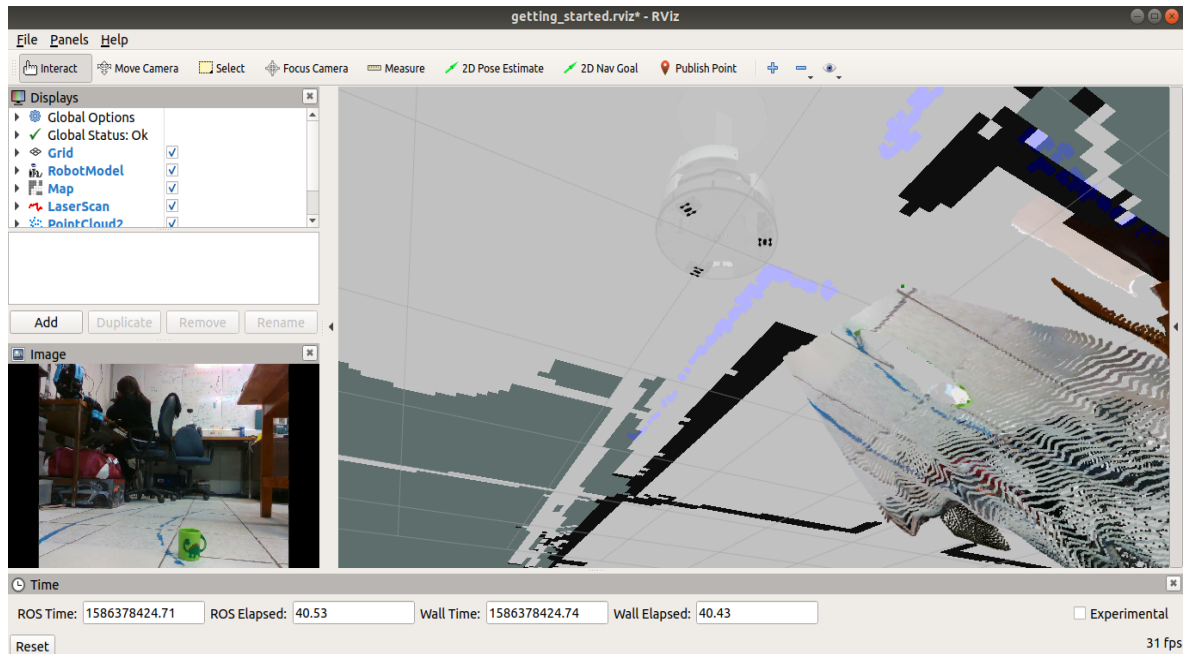 getting_started.rviz* - RViz
File Panels Help
Interact Move Camera Select Focus Camera Measure 2D Pose Estimate 2D Nav Goal Publish Point
Displays
Global Options
Global Status: Ok
Grid
RobotModel
Map
LaserScan
PointCloud2
Add Duplicate Remove Rename
Image
Time
ROS Time: 1586378424.71 ROS Elapsed: 40.53 Wall Time: 1586378424.74 Wall Elapsed: 40.43 Experimental
Reset 31 fps